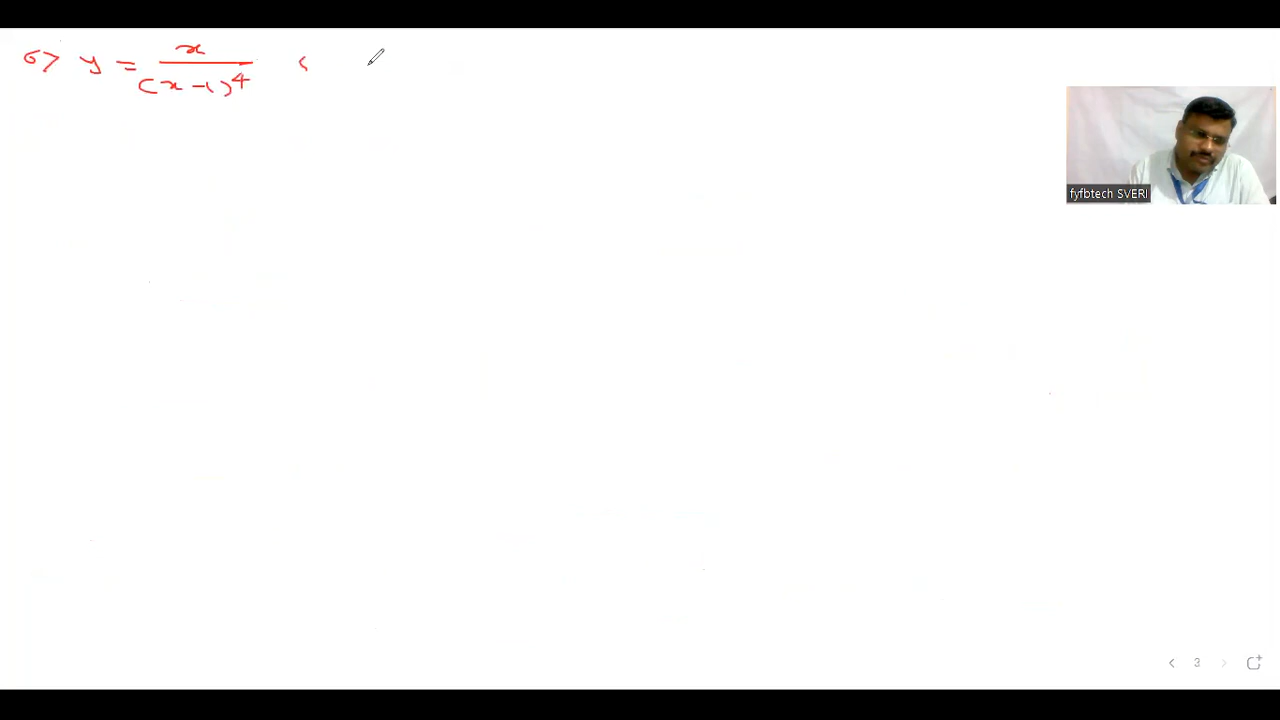 6> y = x / (x-1)^4 (
fyfbtech SVERI
3